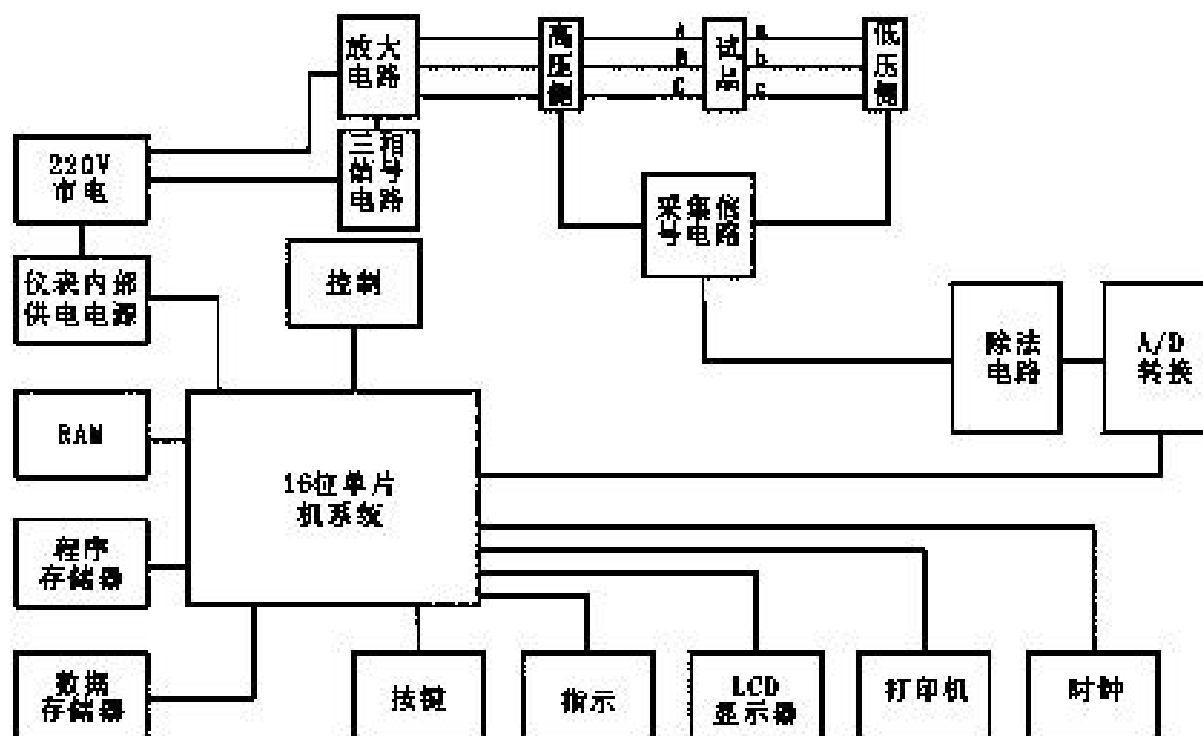 放大
电路
高
压
侧
A
B
C
试
品
a
b
c
低
压
侧
220V
市电
三相
信号
电路
采集信
号电路
仪表内部
供电电源
控制
除法
电路
A/D
转换
RAM
16位单片
机系统
程序
存储器
数据
存储器
按键
指示
LCD
显示器
打印机
时钟